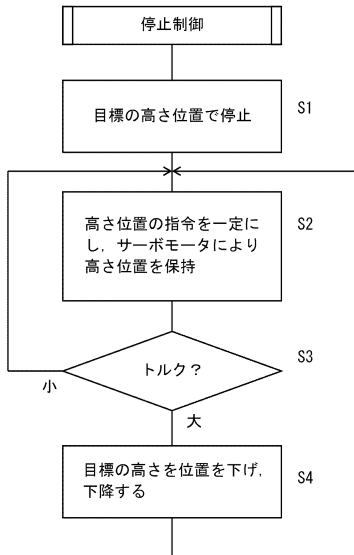 停止制御
目標の高さ位置で停止
S1
高さ位置の指令を一定に
し，サーボモータにより
高さ位置を保持
S2
トルク？
S3
小
大
目標の高さを位置を下げ，
下降する
S4